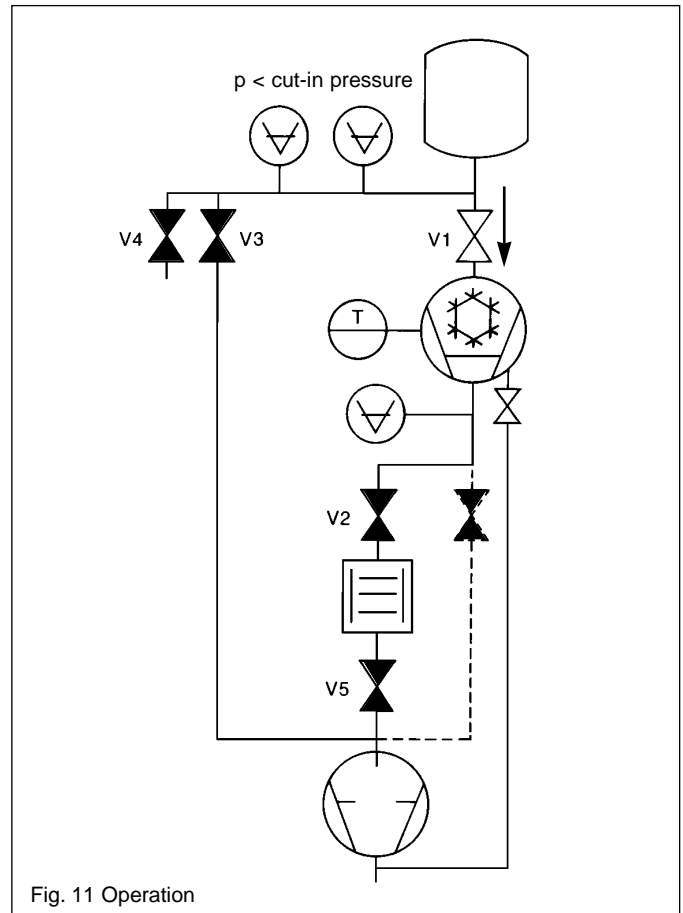 p < cut-in pressure
V4
V3
V1
T
V2
V5
Fig. 11 Operation